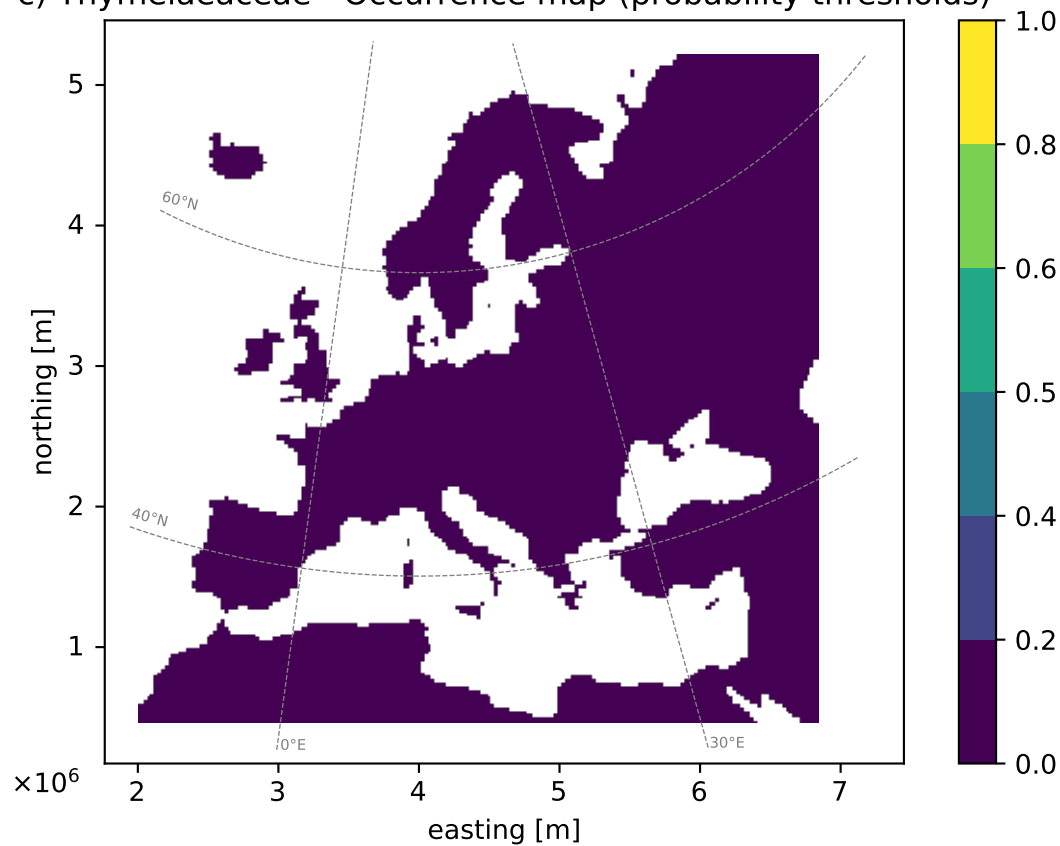 c) Thymelaeaceae - Occurrence map (probability thresholds)
1.0
5
0.8
60°N
4
0.6
northing [m]
3
0.5
2
40°N
0.4
1
0.2
0°E
30°E
0.0
×10⁶
2 3 4 5 6 7
easting [m]